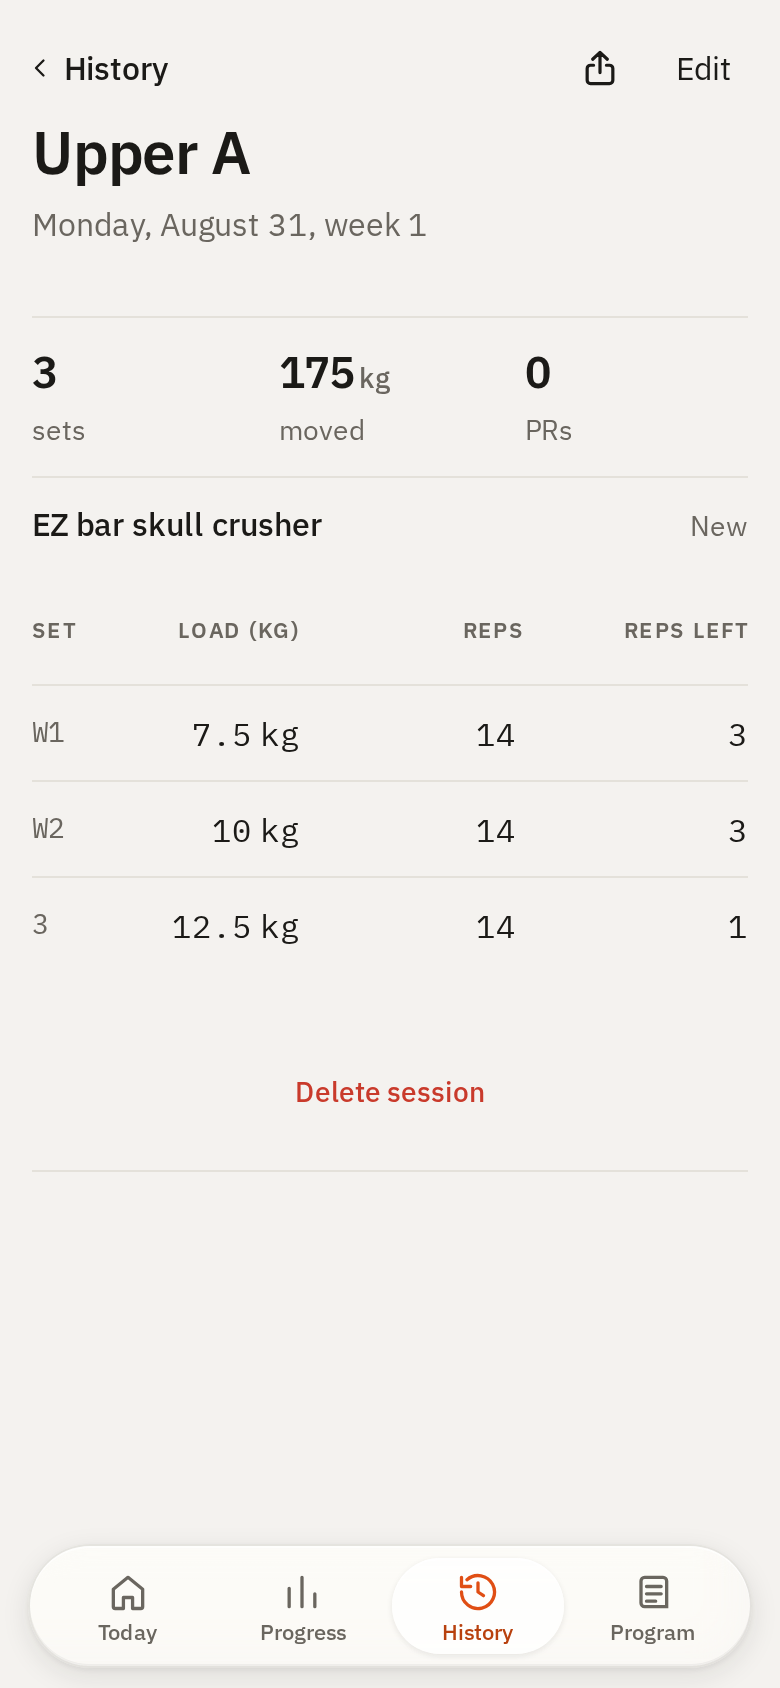 History
Edit
Upper A
Monday, August 31, week 1
3 175 kg 0
sets moved PRs
EZ bar skull crusher New
SET LOAD (KG) REPS REPS LEFT
W1 7.5 kg 14 3
W2 10 kg 14 3
3 12.5 kg 14 1
Delete session
Today Progress History Program